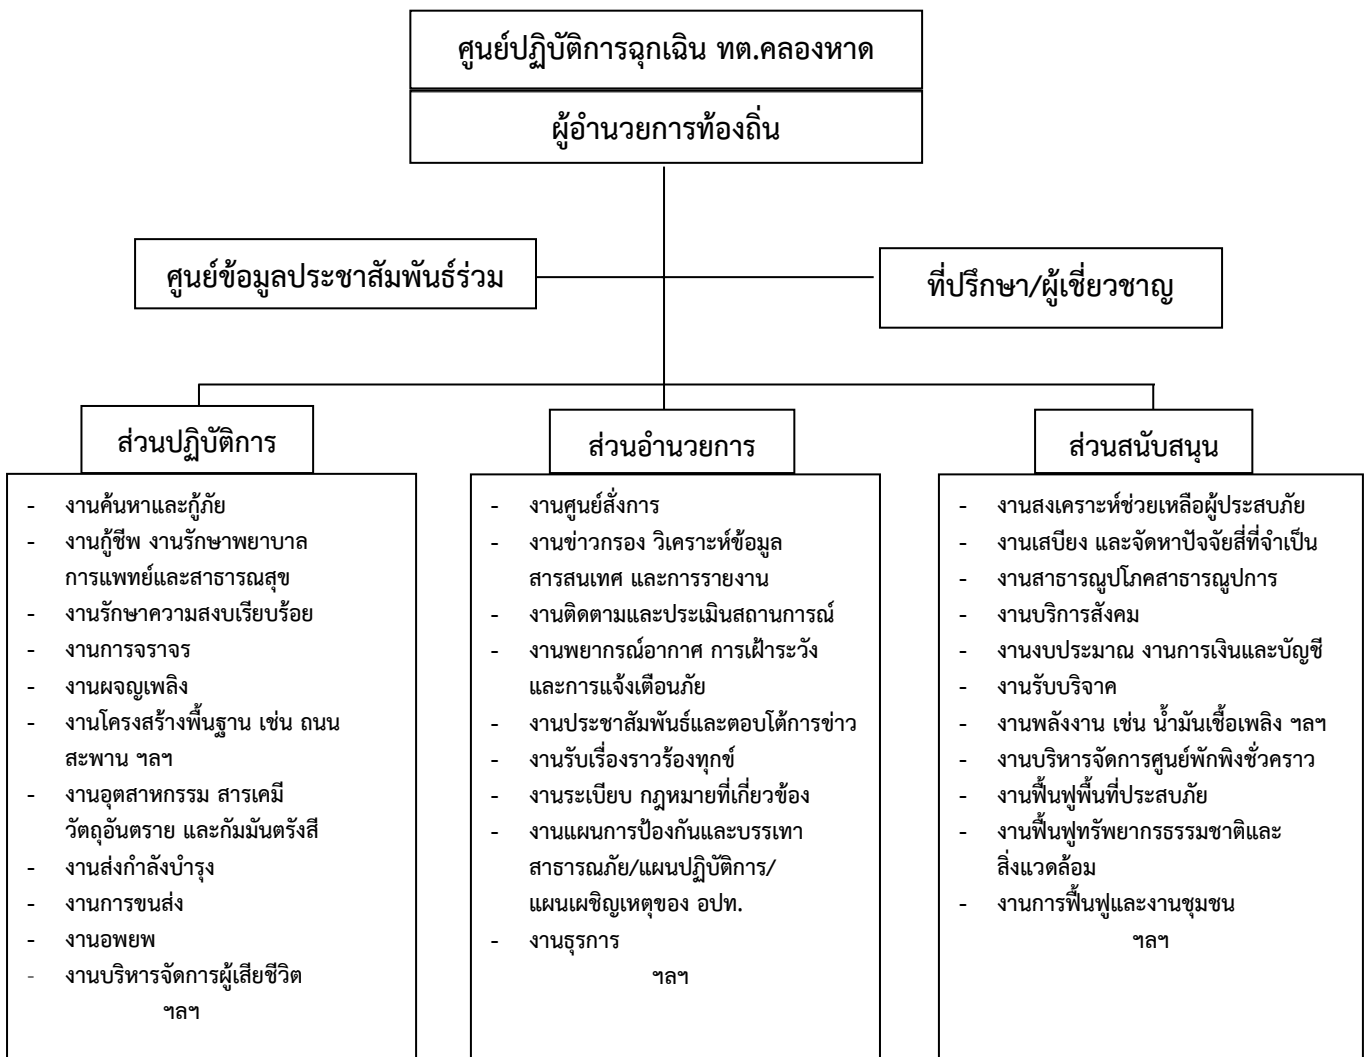 ศูนย์ปฏิบัติการฉุกเฉิน ทต.คลองหาด
ผู้อำนวยการท้องถิ่น
ศูนย์ข้อมูลประชาสัมพันธ์ร่วม
ที่ปรึกษา/ผู้เชี่ยวชาญ
ส่วนปฏิบัติการ
- งานค้นหาและกู้ภัย
- งานกู้ชีพ งานรักษาพยาบาล
การแพทย์และสาธารณสุข
- งานรักษาความสงบเรียบร้อย
- งานการจราจร
- งานผจญเพลิง
- งานโครงสร้างพื้นฐาน เช่น ถนน
สะพาน ฯลฯ
- งานอุตสาหกรรม สารเคมี
วัตถุอันตราย และกัมมันตรังสี
- งานส่งกำลังบำรุง
- งานการขนส่ง
- งานอพยพ
- งานบริหารจัดการผู้เสียชีวิต
ฯลฯ
ส่วนอำนวยการ
- งานศูนย์สั่งการ
- งานข่าวกรอง วิเคราะห์ข้อมูล
สารสนเทศ และการรายงาน
- งานติดตามและประเมินสถานการณ์
- งานพยากรณ์อากาศ การเฝ้าระวัง
และการแจ้งเตือนภัย
- งานประชาสัมพันธ์และตอบโต้การข่าว
- งานรับเรื่องราวร้องทุกข์
- งานระเบียบ กฎหมายที่เกี่ยวข้อง
- งานแผนการป้องกันและบรรเทา
สาธารณภัย/แผนปฏิบัติการ/
แผนเผชิญเหตุของ อปท.
- งานธุรการ
ฯลฯ
ส่วนสนับสนุน
- งานสงเคราะห์ช่วยเหลือผู้ประสบภัย
- งานเสบียง และจัดหาปัจจัยสี่ที่จำเป็น
- งานสาธารณูปโภคสาธารณูปการ
- งานบริการสังคม
- งานงบประมาณ งานการเงินและบัญชี
- งานรับบริจาค
- งานพลังงาน เช่น น้ำมันเชื้อเพลิง ฯลฯ
- งานบริหารจัดการศูนย์พักพิงชั่วคราว
- งานฟื้นฟูพื้นที่ประสบภัย
- งานฟื้นฟูทรัพยากรธรรมชาติและ
สิ่งแวดล้อม
- งานการฟื้นฟูและงานชุมชน
ฯลฯ